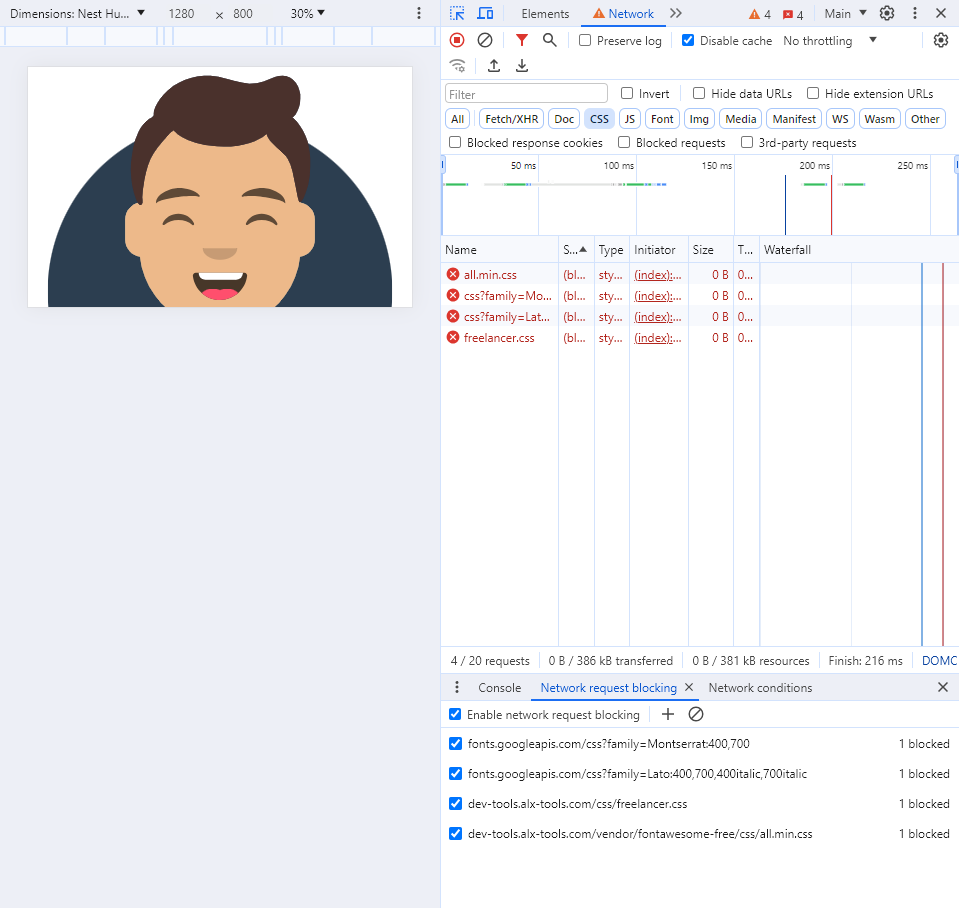 Dimensions: Nest Hu... 1280 × 800 30%
Elements Network 4 4 Main
Preserve log Disable cache No throttling
Filter Invert Hide data URLs Hide extension URLs
All Fetch/XHR Doc CSS JS Font Img Media Manifest WS Wasm Other
Blocked response cookies Blocked requests 3rd-party requests
50 ms 100 ms 150 ms 200 ms 250 ms
Name S... Type Initiator Size T... Waterfall
all.min.css (bl... sty... (index):... 0 B 0...
css?family=Mo... (bl... sty... (index):... 0 B 0...
css?family=Lat... (bl... sty... (index):... 0 B 0...
freelancer.css (bl... sty... (index):... 0 B 0...
4 / 20 requests 0 B / 386 kB transferred 0 B / 381 kB resources Finish: 216 ms DOMC
Console Network request blocking Network conditions
Enable network request blocking
fonts.googleapis.com/css?family=Montserrat:400,700 1 blocked
fonts.googleapis.com/css?family=Lato:400,700,400italic,700italic 1 blocked
dev-tools.alx-tools.com/css/freelancer.css 1 blocked
dev-tools.alx-tools.com/vendor/fontawesome-free/css/all.min.css 1 blocked